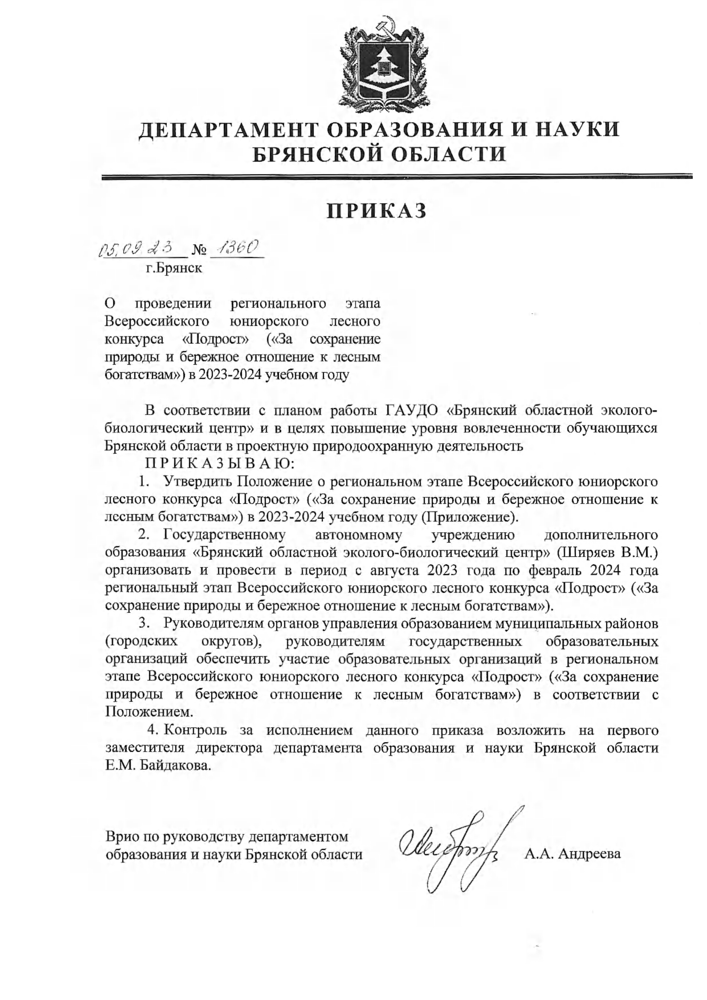 ДЕПАРТАМЕНТ ОБРАЗОВАНИЯ И НАУКИ
БРЯНСКОЙ ОБЛАСТИ
ПРИКАЗ
05.09.23 № 1360
г.Брянск
О проведении регионального этапа
Всероссийского юниорского лесного
конкурса «Подрост» («За сохранение
природы и бережное отношение к лесным
богатствам») в 2023-2024 учебном году
В соответствии с планом работы ГАУДО «Брянский областной эколого-
биологический центр» и в целях повышение уровня вовлеченности обучающихся
Брянской области в проектную природоохранную деятельность
П Р И К А З Ы В А Ю:
1. Утвердить Положение о региональном этапе Всероссийского юниорского
лесного конкурса «Подрост» («За сохранение природы и бережное отношение к
лесным богатствам») в 2023-2024 учебном году (Приложение).
2. Государственному автономному учреждению дополнительного
образования «Брянский областной эколого-биологический центр» (Ширяев В.М.)
организовать и провести в период с августа 2023 года по февраль 2024 года
региональный этап Всероссийского юниорского лесного конкурса «Подрост» («За
сохранение природы и бережное отношение к лесным богатствам»).
3. Руководителям органов управления образованием муниципальных районов
(городских округов), руководителям государственных образовательных
организаций обеспечить участие образовательных организаций в региональном
этапе Всероссийского юниорского лесного конкурса «Подрост» («За сохранение
природы и бережное отношение к лесным богатствам») в соответствии с
Положением.
4. Контроль за исполнением данного приказа возложить на первого
заместителя директора департамента образования и науки Брянской области
Е.М. Байдакова.
Врио по руководству департаментом
образования и науки Брянской области А.А. Андреева